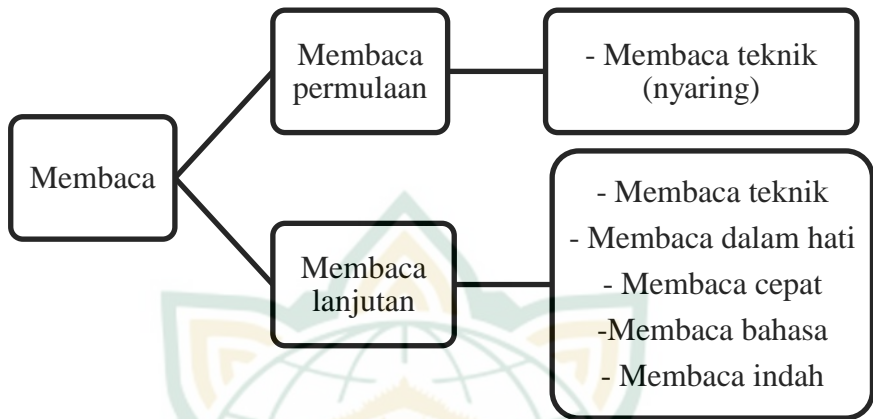 Membaca
Membaca
permulaan
- Membaca teknik
(nyaring)
Membaca
lanjutan
- Membaca teknik
- Membaca dalam hati
- Membaca cepat
-Membaca bahasa
- Membaca indah